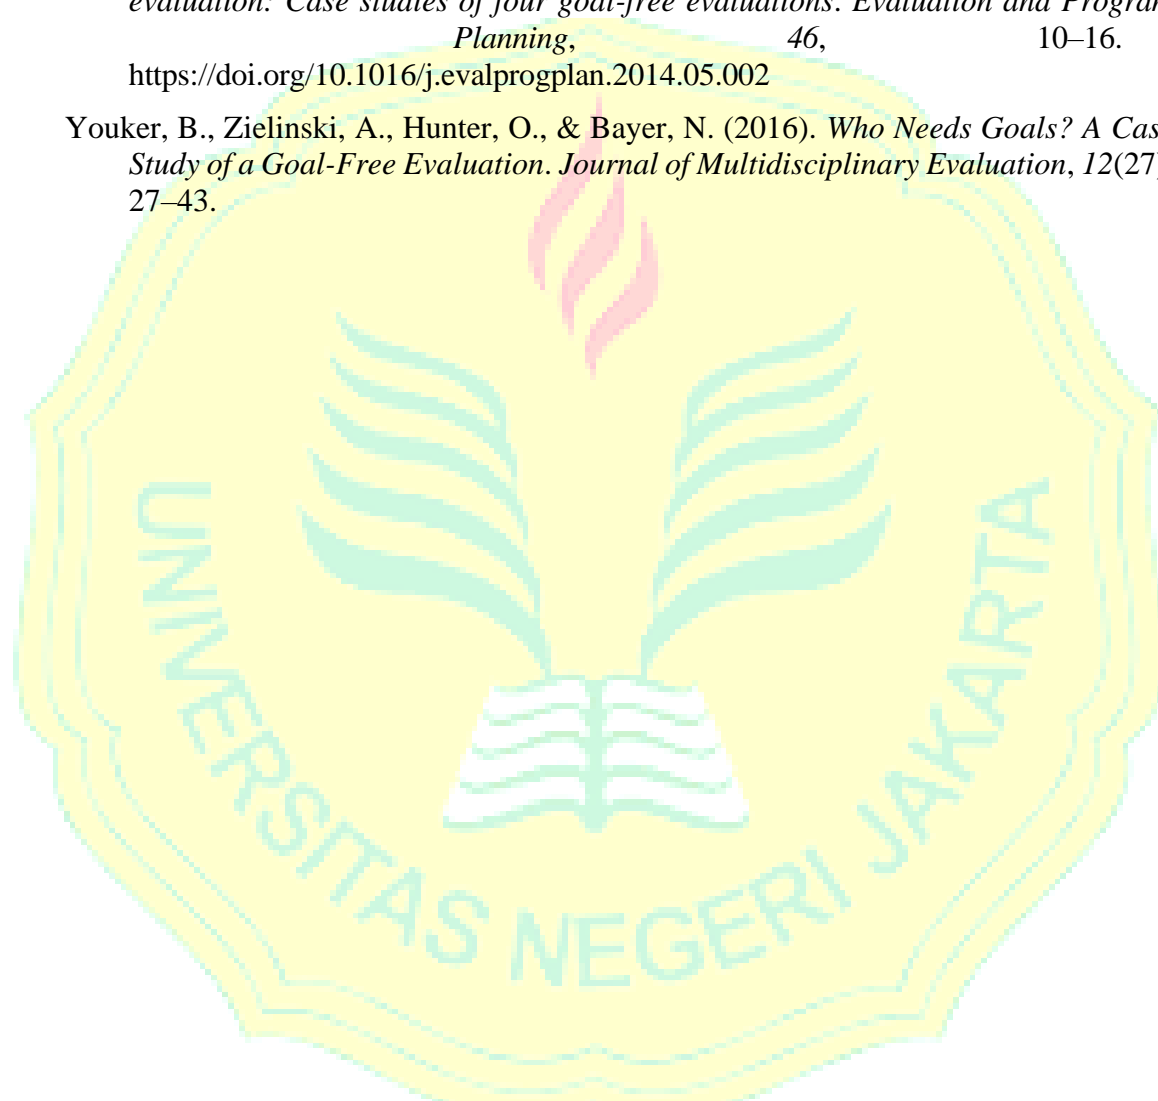 evaluation: Case studies of four goal-free evaluations. Evaluation and Program
Planning, 46, 10–16.
https://doi.org/10.1016/j.evalprogplan.2014.05.002
Youker, B., Zielinski, A., Hunter, O., & Bayer, N. (2016). Who Needs Goals? A Cas
Study of a Goal-Free Evaluation. Journal of Multidisciplinary Evaluation, 12(27)
27–43.
UNIVERSITAS NEGERI JAKARTA